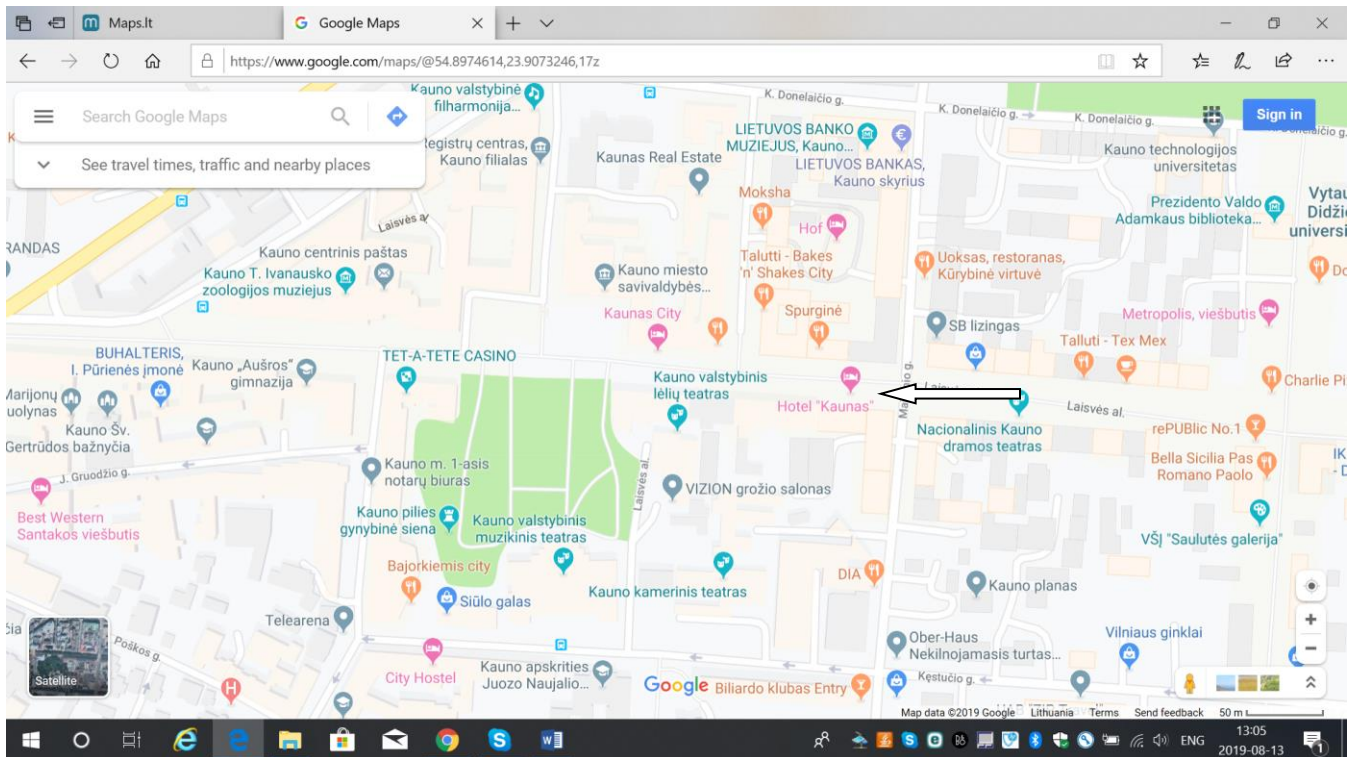 Maps.lt
Google Maps
https://www.google.com/maps/@54.8974614,23.9073246,17z
Search Google Maps
See travel times, traffic and nearby places
Sign in
Kauno valstybinė
filharmonija...
K. Donelaičio g.
K. Donelaičio g.
K. Donelaičio g.
Registrų centras,
Kauno filialas
Kaunas Real Estate
LIETUVOS BANKO
MUZIEJUS, Kauno...
LIETUVOS BANKAS,
Kauno skyrius
Kauno technologijos
universitetas
Moksha
Hof
Prezidento Valdo
Adamkaus biblioteka...
Vytau
Didži
universi
Laisvės a
RANDAS
Kauno centrinis paštas
Kauno T. Ivanausko
zoologijos muziejus
Kauno miesto
savivaldybės...
Talutti - Bakes
'n' Shakes City
Uoksas, restoranas,
Kūrybinė virtuvė
Do
Kaunas City
Spurginė
SB lizingas
Metropolis, viešbutis
Talluti - Tex Mex
BUHALTERIS,
I. Pūrienės įmonė
Kauno „Aušros“
gimnazija
TET-A-TETE CASINO
Kauno valstybinis
lėlių teatras
Hotel "Kaunas"
Charlie Pi
Marijonų
uolynas
Kauno Šv.
Gertrūdos bažnyčia
Laisvės al.
Nacionalinis Kauno
dramos teatras
rePUBlic No.1
Bella Sicilia Pas
Romano Paolo
IK
- D
J. Gruodžio g.
Kauno m. 1-asis
notarų biuras
Laisvės al.
VIZION grožio salonas
Best Western
Santakos viešbutis
Kauno pilies
gynybinė siena
Kauno valstybinis
muzikinis teatras
VŠĮ "Saulutės galerija"
Bajorkiemis city
Siūlo galas
Kauno kamerinis teatras
DIA
Kauno planas
Telearena
Poškos g.
Ober-Haus
Nekilnojamasis turtas...
Vilniaus ginklai
Satellite
City Hostel
Kauno apskrities
Juozo Naujalio...
Google
Biliardo klubas Entry
Kęstučio g.
Map data ©2019 Google Lithuania Terms Send feedback 50 m
ENG
13:05
2019-08-13